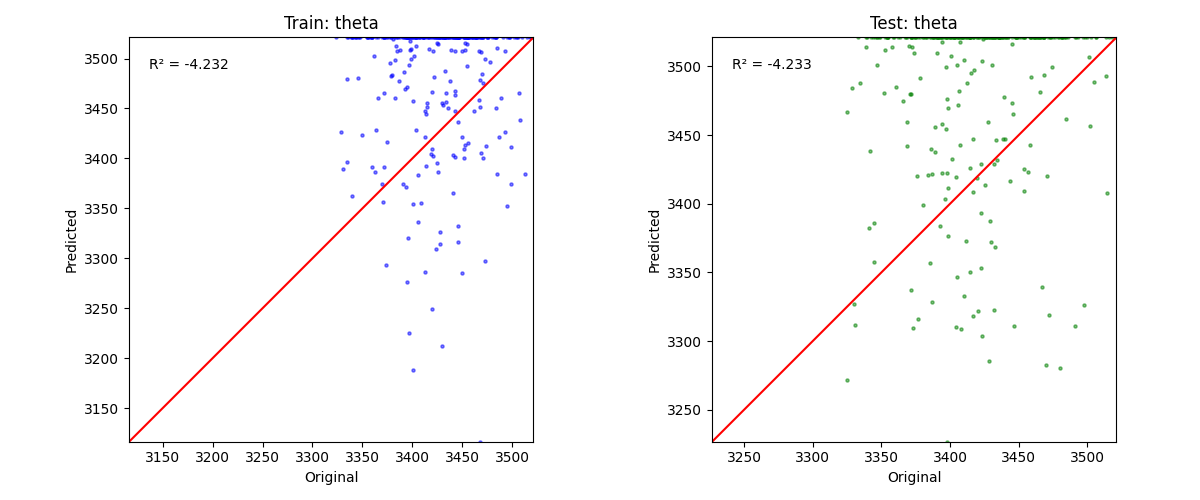 Train: theta
R² = -4.232
3500
3450
3400
3350
3300
3250
3200
3150
Predicted
3150 3200 3250 3300 3350 3400 3450 3500
Original
Test: theta
R² = -4.233
3500
3450
3400
3350
3300
3250
Predicted
3250 3300 3350 3400 3450 3500
Original